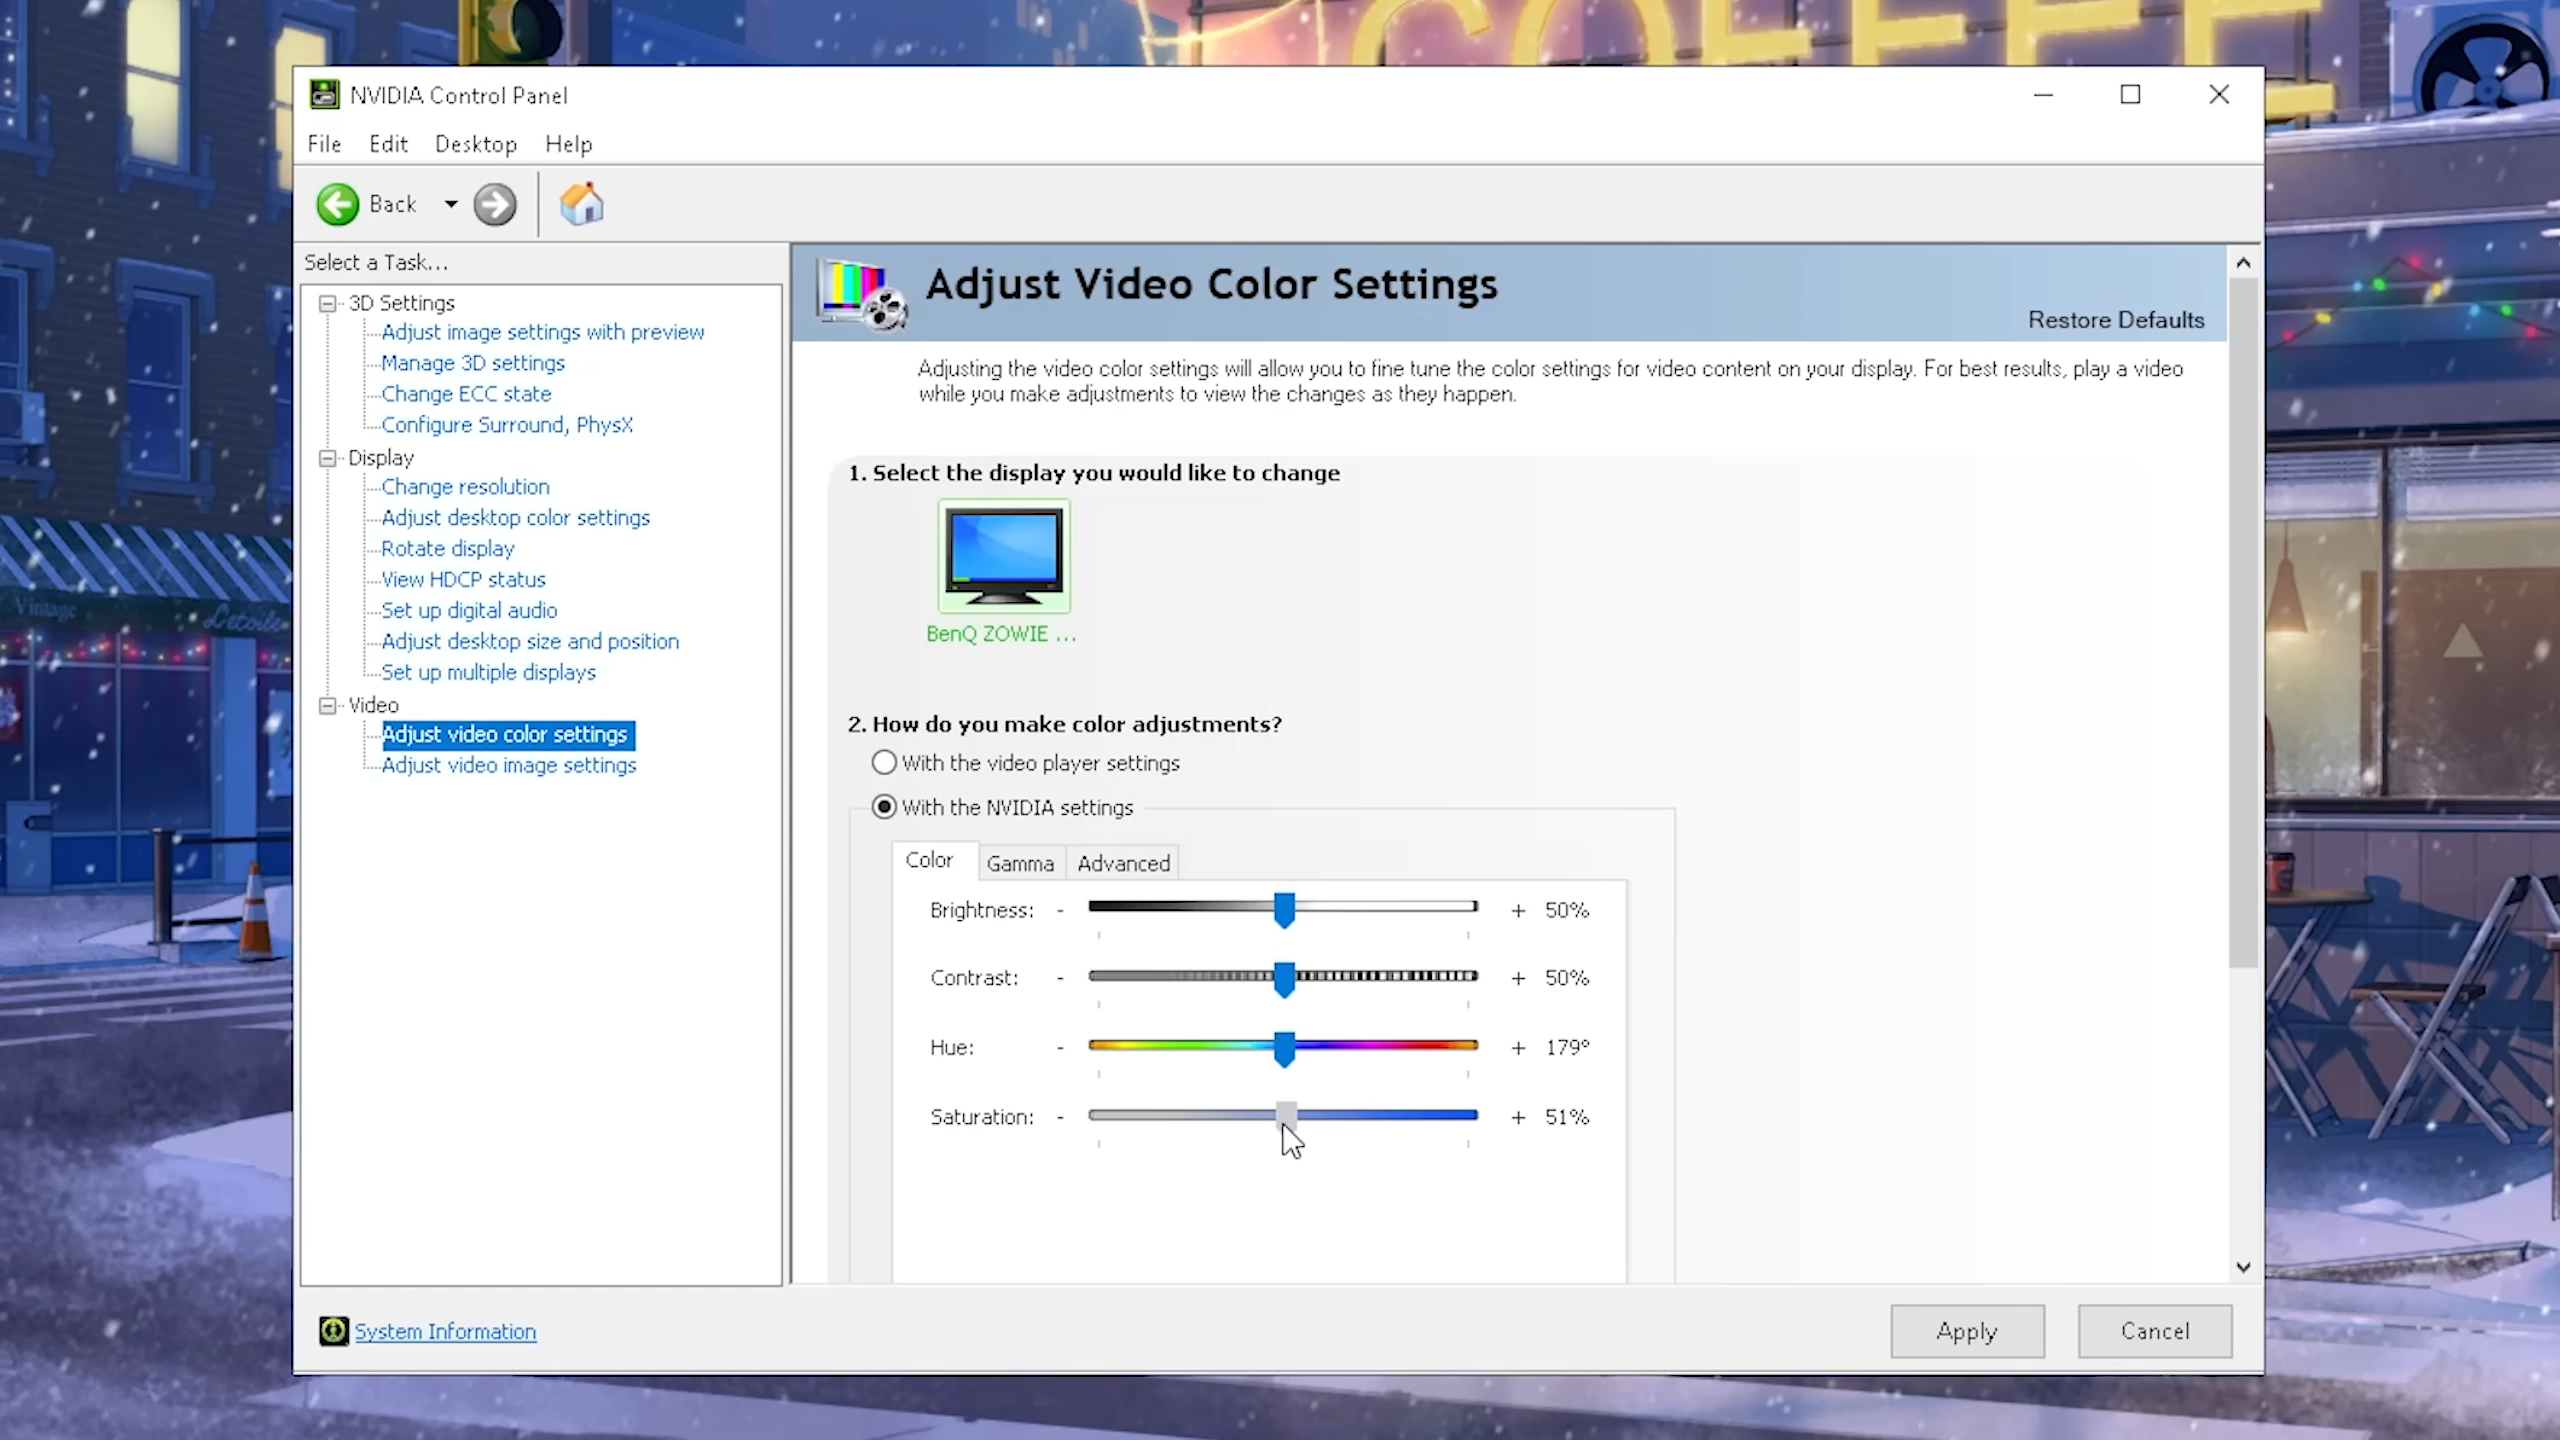 COFFEE
NVIDIA Control Panel
File Edit Desktop Help
Back
Select a Task...
3D Settings
Adjust image settings with preview
Manage 3D settings
Change ECC state
Configure Surround, PhysX
Display
Change resolution
Adjust desktop color settings
Rotate display
View HDCP status
Set up digital audio
Adjust desktop size and position
Set up multiple displays
Video
Adjust video color settings
Adjust video image settings
System Information
Adjust Video Color Settings
Restore Defaults
Adjusting the video color settings will allow you to fine tune the color settings for video content on your display. For best results, play a video
while you make adjustments to view the changes as they happen.
1. Select the display you would like to change
BenQ ZOWIE ...
2. How do you make color adjustments?
With the video player settings
With the NVIDIA settings
Color Gamma Advanced
Brightness: - + 50%
Contrast: - + 50%
Hue: - + 179°
Saturation: - + 51%
Apply Cancel
Vintage
L'etoile